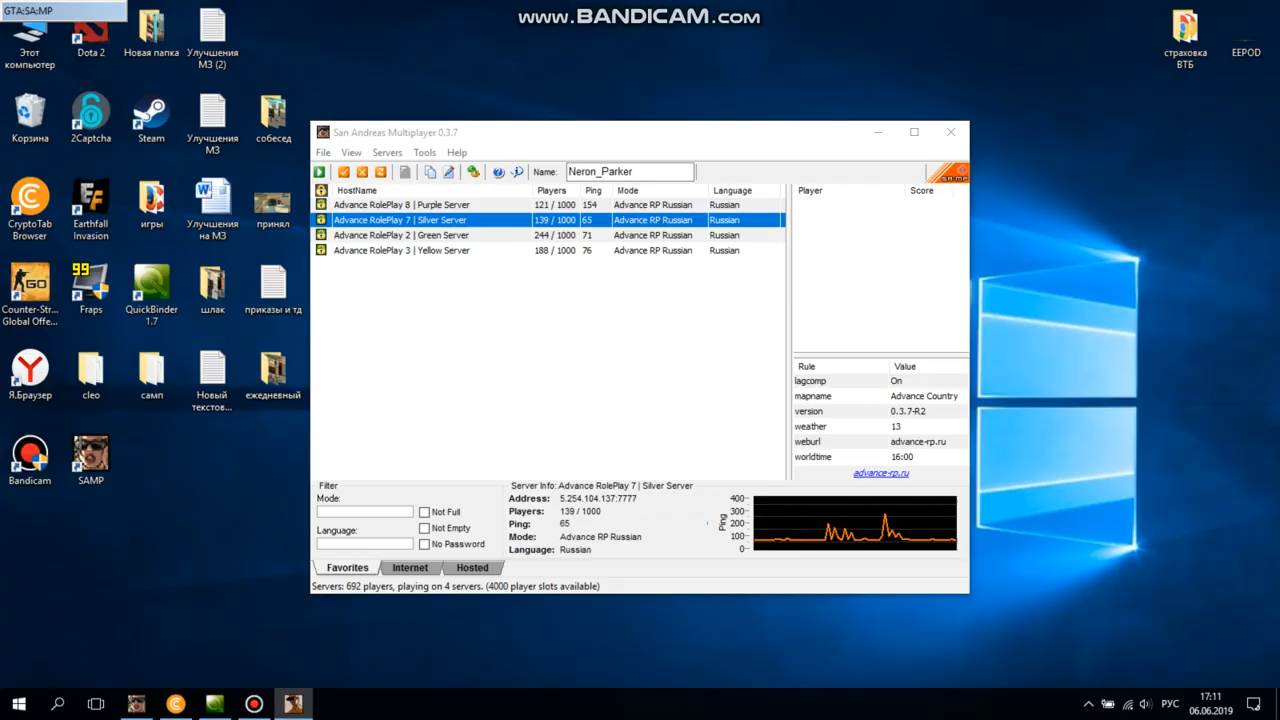 GTA:SA:MP
www.BANDICAM.com
Этот компьютер
Dota 2
Новая папка
Улучшения МЗ (2)
страховка ВТБ
EEPOD
Корзина
2Captcha
Steam
Улучшения МЗ
собесед
CryptoTab Browser
Earthfall Invasion
игры
Улучшения на МЗ
принял
Counter-Str... Global Offe...
99
Fraps
QuickBinder 1.7
шлак
приказы и тд
Я.Браузер
cleo
самп
Новый текстов...
ежедневный
Bandicam
SAMP
San Andreas Multiplayer 0.3.7
File View Servers Tools Help
Name: Neron_Parker
SA:MP
HostName Players Ping Mode Language
Advance RolePlay 8 | Purple Server 121 / 1000 154 Advance RP Russian Russian
Advance RolePlay 7 | Silver Server 139 / 1000 65 Advance RP Russian Russian
Advance RolePlay 2 | Green Server 244 / 1000 71 Advance RP Russian Russian
Advance RolePlay 3 | Yellow Server 188 / 1000 76 Advance RP Russian Russian
Player Score
Rule Value
lagcomp On
mapname Advance Country
version 0.3.7-R2
weather 13
weburl advance-rp.ru
worldtime 16:00
advance-rp.ru
Filter
Mode:
Language:
Not Full
Not Empty
No Password
Server Info: Advance RolePlay 7 | Silver Server
Address: 5.254.104.137:7777
Players: 139 / 1000
Ping: 65
Mode: Advance RP Russian
Language: Russian
Ping
400
300
200
100
0
Favorites Internet Hosted
Servers: 692 players, playing on 4 servers. (4000 player slots available)
РУС
17:11
06.06.2019